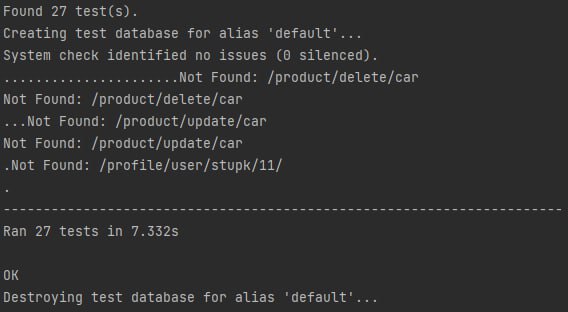 Found 27 test(s).
Creating test database for alias 'default'...
System check identified no issues (0 silenced).
......................Not Found: /product/delete/car
Not Found: /product/delete/car
...Not Found: /product/update/car
Not Found: /product/update/car
.Not Found: /profile/user/stupk/11/
.
----------------------------------------------------------------------
Ran 27 tests in 7.332s
OK
Destroying test database for alias 'default'...